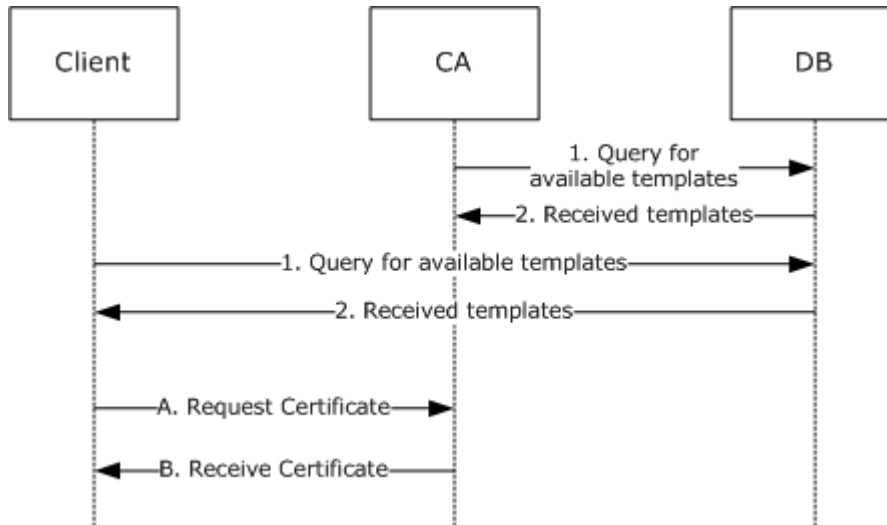 Client
CA
DB
1. Query for
available templates
2. Received templates
1. Query for available templates
2. Received templates
A. Request Certificate
B. Receive Certificate